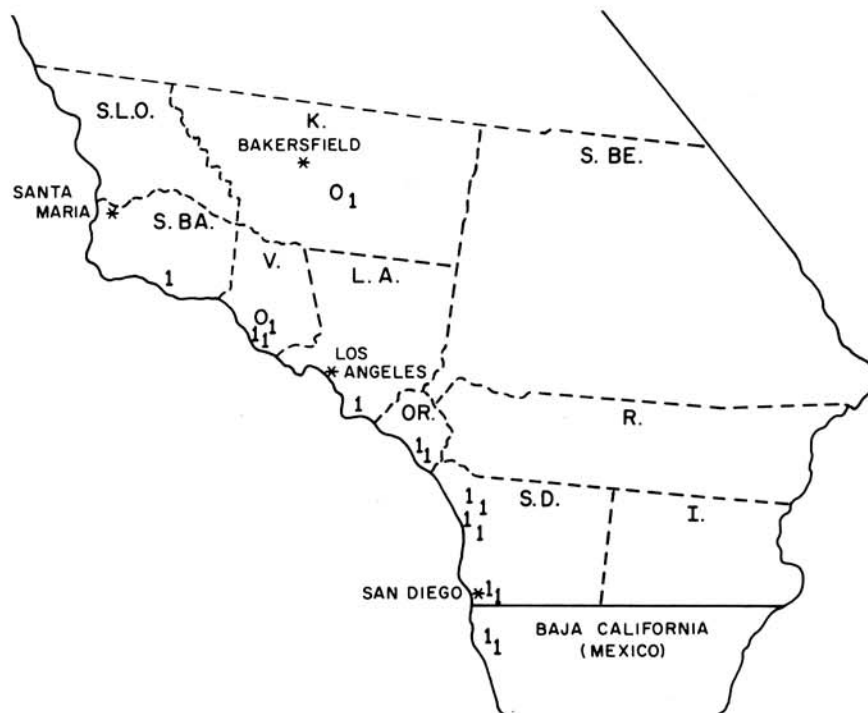 S.L.O.
K.
BAKERSFIELD
*
S. BE.
O1
SANTA
MARIA *
S. BA.
V.
L. A.
1
O1
11
LOS
* ANGELES
1
OR.
R.
11
S.D.
I.
11
11
SAN DIEGO *11
BAJA CALIFORNIA
(MEXICO)
11